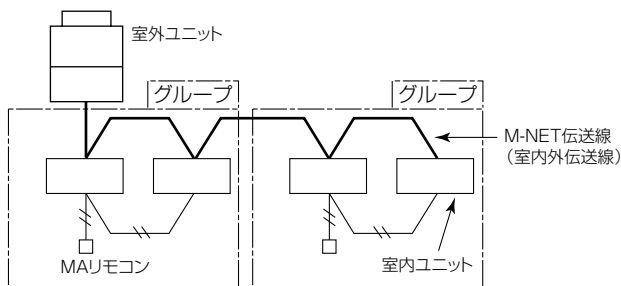 室外ユニット
グループ
グループ
M-NET伝送線
（室内外伝送線）
MAリモコン
室内ユニット